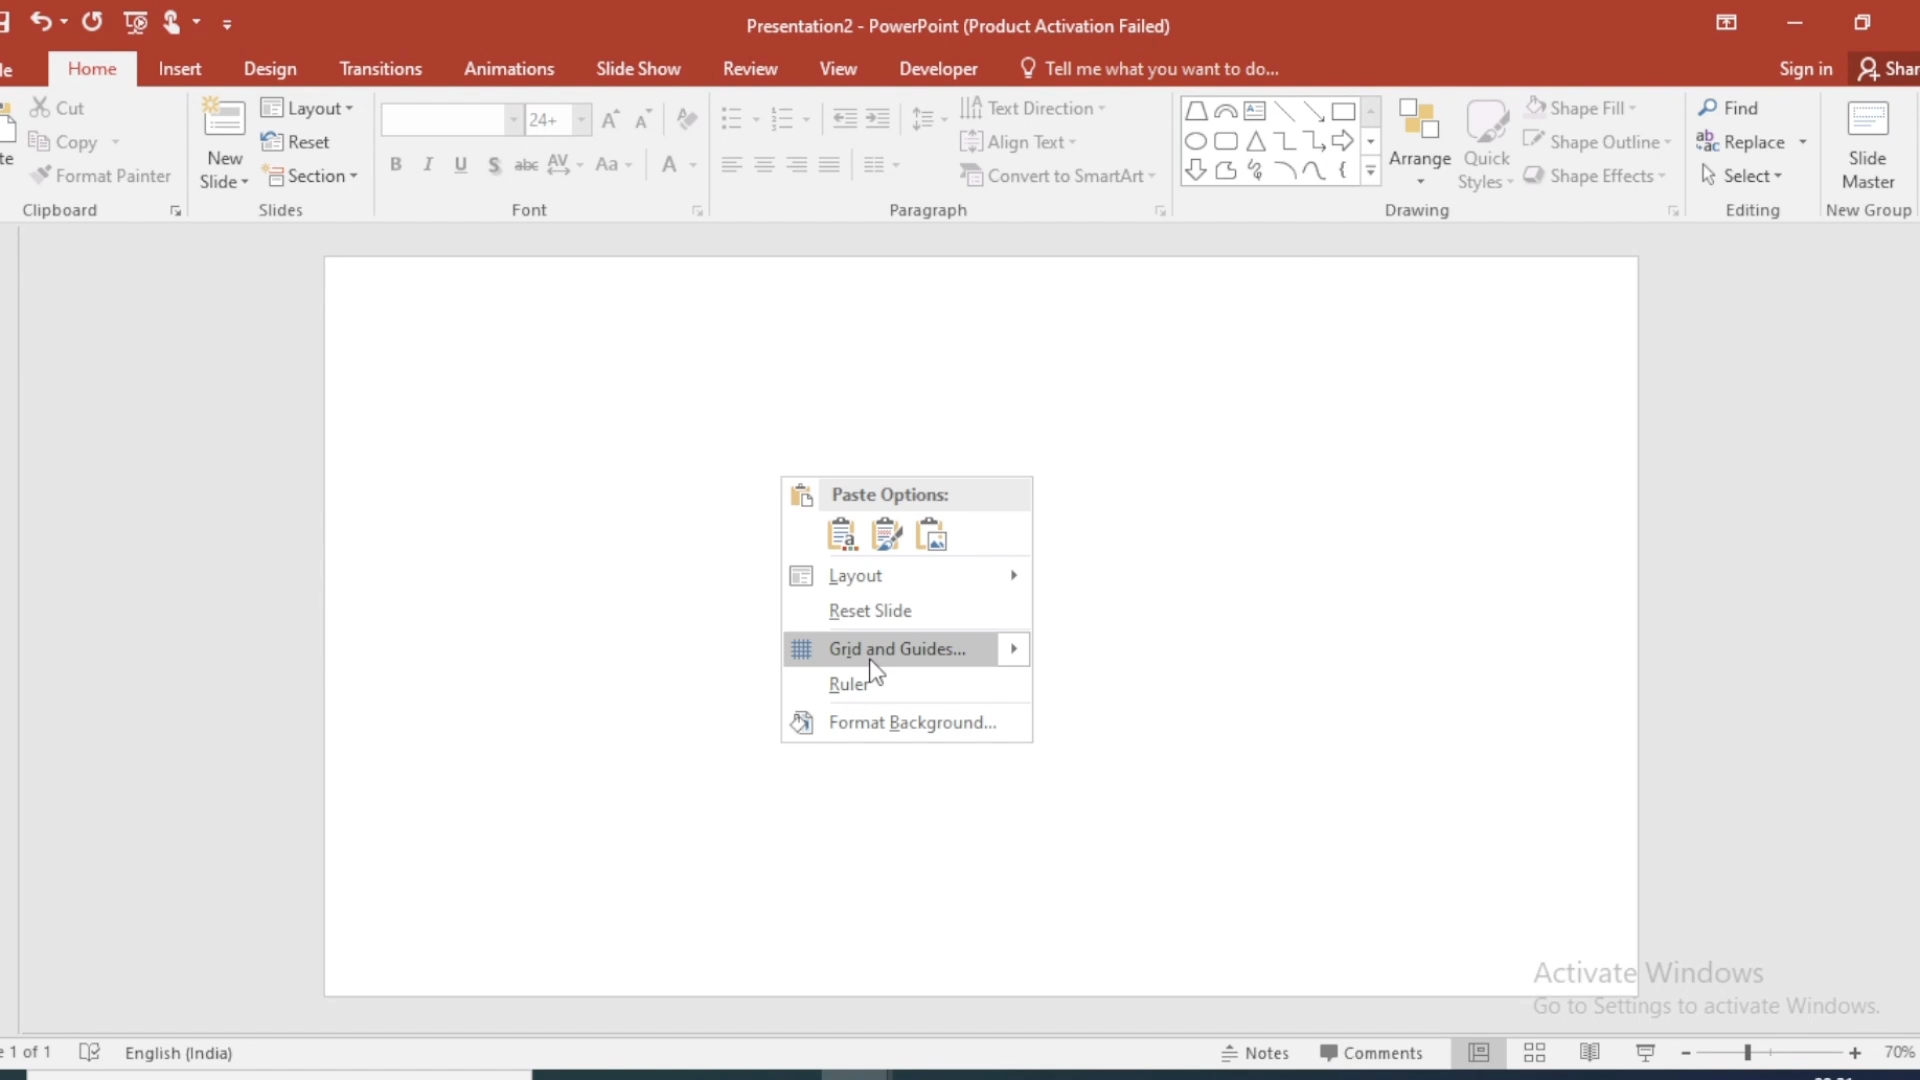 Presentation2 - PowerPoint (Product Activation Failed)
Home Insert Design Transitions Animations Slide Show Review View Developer Tell me what you want to do... Sign in
Cut
Copy
Format Painter
Clipboard
New
Slide
Layout
Reset
Section
Slides
24+
B I U S abc AV Aa A
Font
Text Direction
Align Text
Convert to SmartArt
Paragraph
Arrange
Quick
Styles
Shape Fill
Shape Outline
Shape Effects
Drawing
Find
Replace
Select
Editing
Slide
Master
New Group
Paste Options:
Layout
Reset Slide
Grid and Guides...
Ruler
Format Background...
Activate Windows
Go to Settings to activate Windows.
1 of 1 English (India) Notes Comments 70%